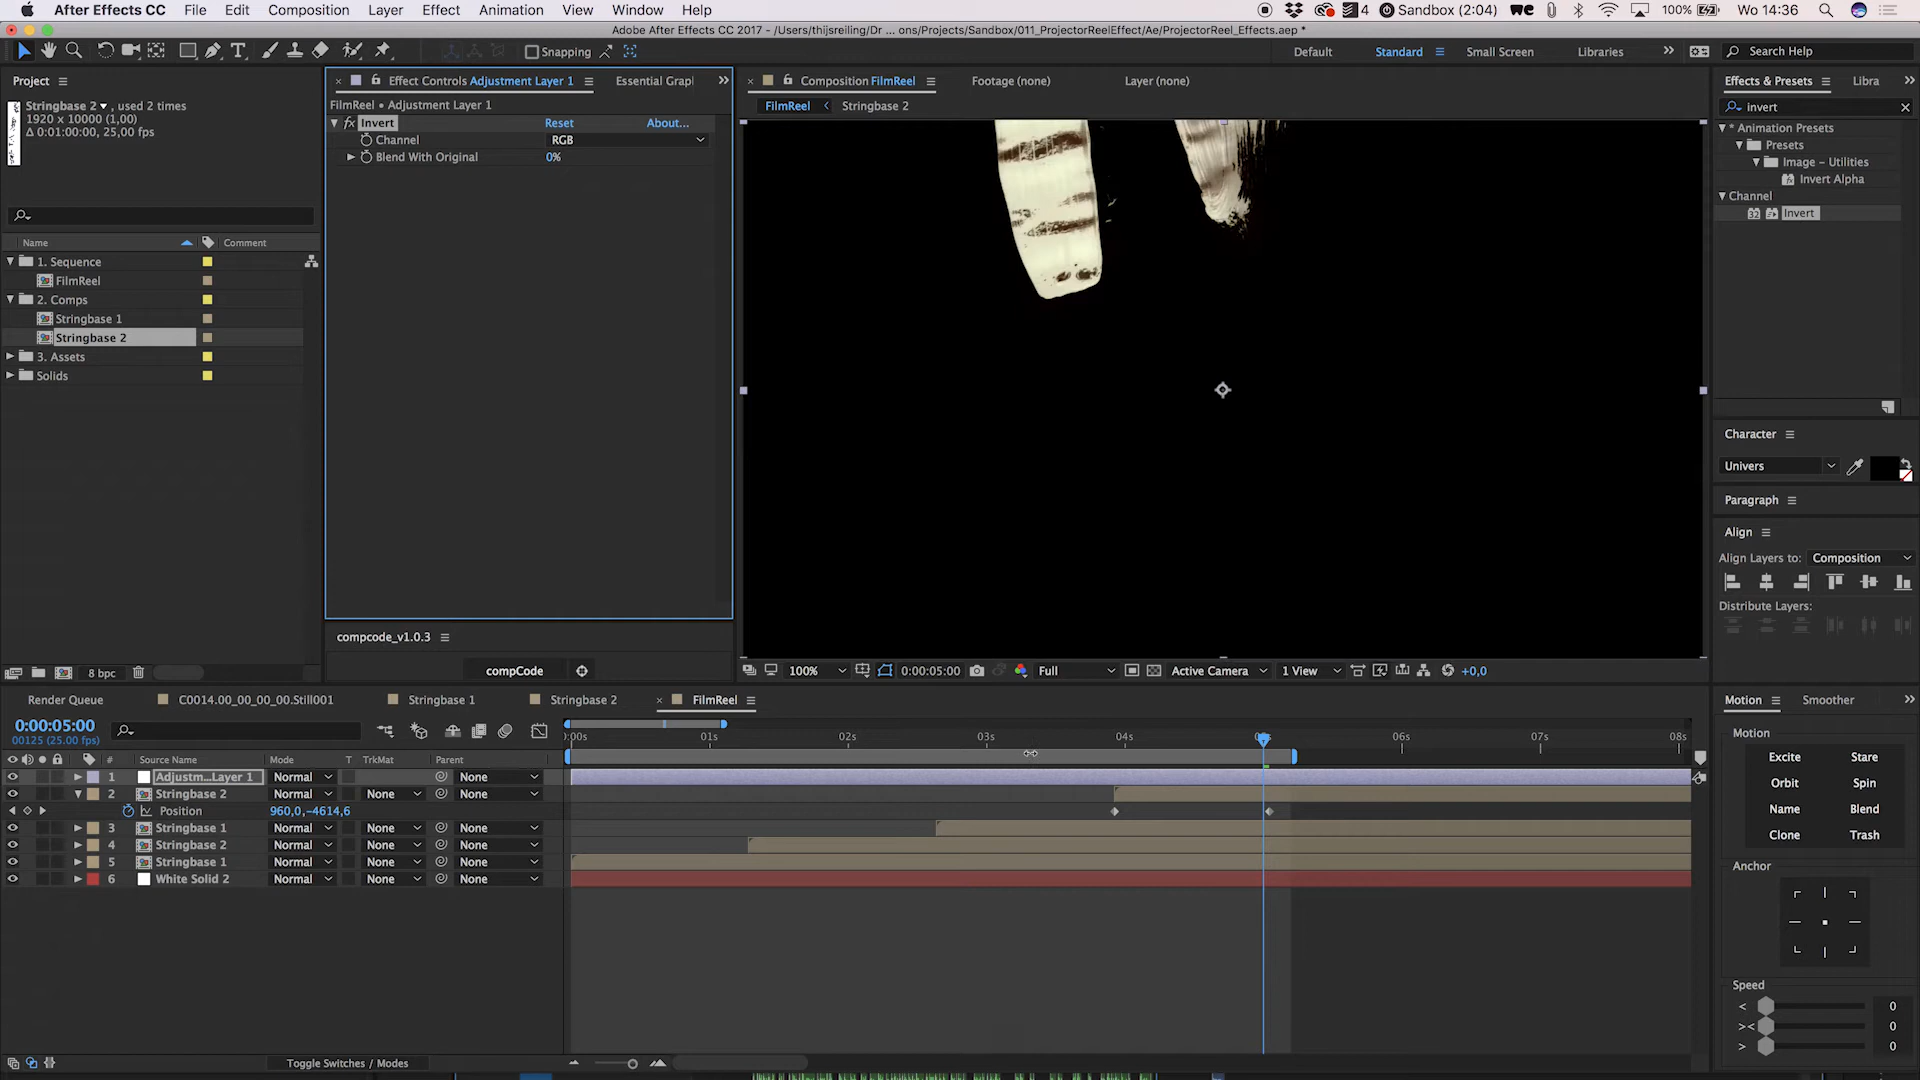 After Effects CC File Edit Composition Layer Effect Animation View Window Help
4 Sandbox (2:04) 100% Wo 14:36
Adobe After Effects CC 2017 - /Users/thijsreiling/Dr ... ons/Projects/Sandbox/011_ProjectorReelEffect/Ae/ProjectorReel_Effects.aep *
Snapping Default Standard Small Screen Libraries Search Help
Project
Stringbase 2, used 2 times
1920 x 10000 (1,00)
Δ 0:01:00:00, 25,00 fps
Name Comment
1. Sequence
FilmReel
2. Comps
Stringbase 1
Stringbase 2
3. Assets
Solids
8 bpc
Effect Controls Adjustment Layer 1 Essential Grapl
FilmReel • Adjustment Layer 1
fx Invert Reset About...
Channel RGB
Blend With Original 0%
compcode_v1.0.3
compCode
Composition FilmReel Footage (none) Layer (none)
FilmReel Stringbase 2
100% 0:00:05:00 Full Active Camera 1 View +0,0
Effects & Presets Libra
invert
* Animation Presets
Presets
Image – Utilities
Invert Alpha
Channel
Invert
Character
Univers
Paragraph
Align
Align Layers to: Composition
Distribute Layers:
Render Queue C0014.00_00_00_00.Still001 Stringbase 1 Stringbase 2 FilmReel
0:00:05:00
00125 (25.00 fps)
:00s 01s 02s 03s 04s 06s 07s 08s
# Source Name Mode T TrkMat Parent
1 Adjustm...Layer 1 Normal None
2 Stringbase 2 Normal None None
Position 960,0,-4614,6
3 Stringbase 1 Normal None None
4 Stringbase 2 Normal None None
5 Stringbase 1 Normal None None
6 White Solid 2 Normal None None
Toggle Switches / Modes
Motion Smoother
Motion
Excite Stare
Orbit Spin
Name Blend
Clone Trash
Anchor
Speed
< 0
>< 0
> 0